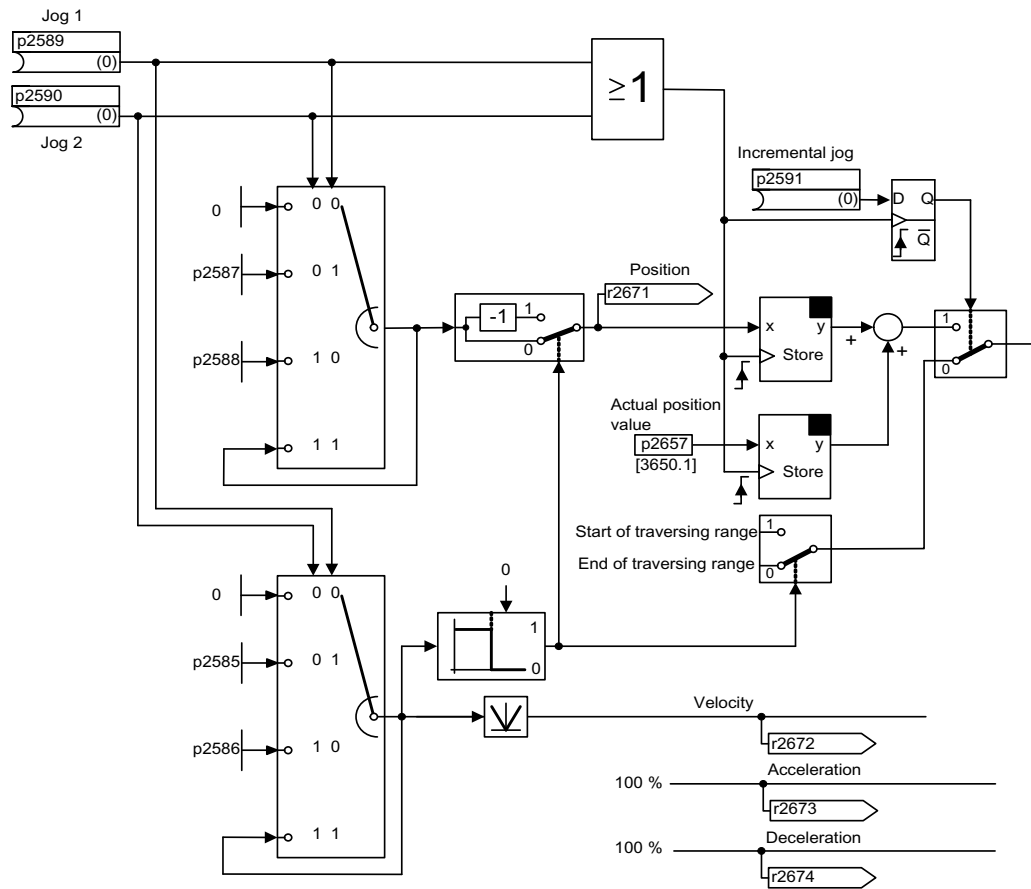 Jog 1
p2589
(0)
p2590
(0)
Jog 2
≥1
Incremental jog
p2591
(0)
D Q
Q̅
0
0 0
p2587
0 1
p2588
1 0
1 1
-1
1
0
Position
r2671
x y
Store
+
+
1
0
Actual position
value
p2657
[3650.1]
x y
Store
Start of traversing range
1
End of traversing range
0
0
0 0
p2585
0 1
p2586
1 0
1 1
0
1
0
Velocity
r2672
100 %
Acceleration
r2673
100 %
Deceleration
r2674